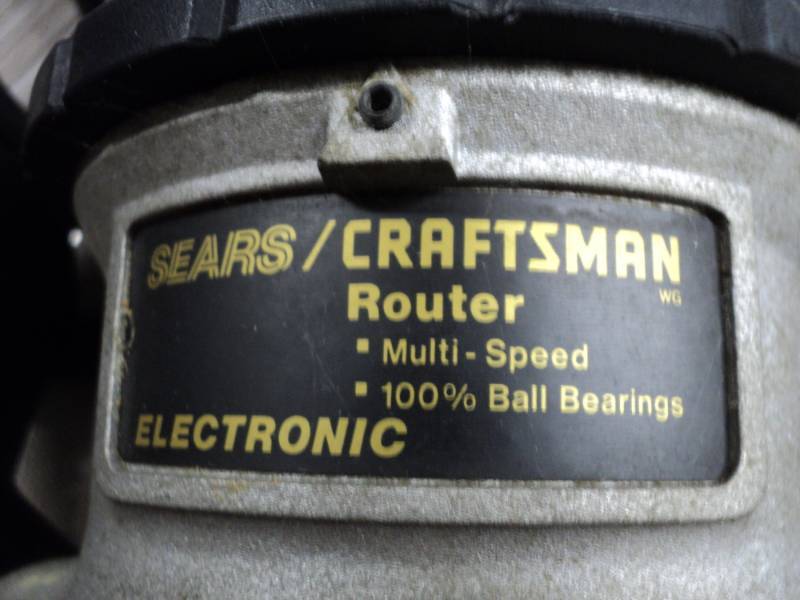 SEARS/CRAFTSMAN
WG
Router
▪ Multi-Speed
▪ 100% Ball Bearings
ELECTRONIC